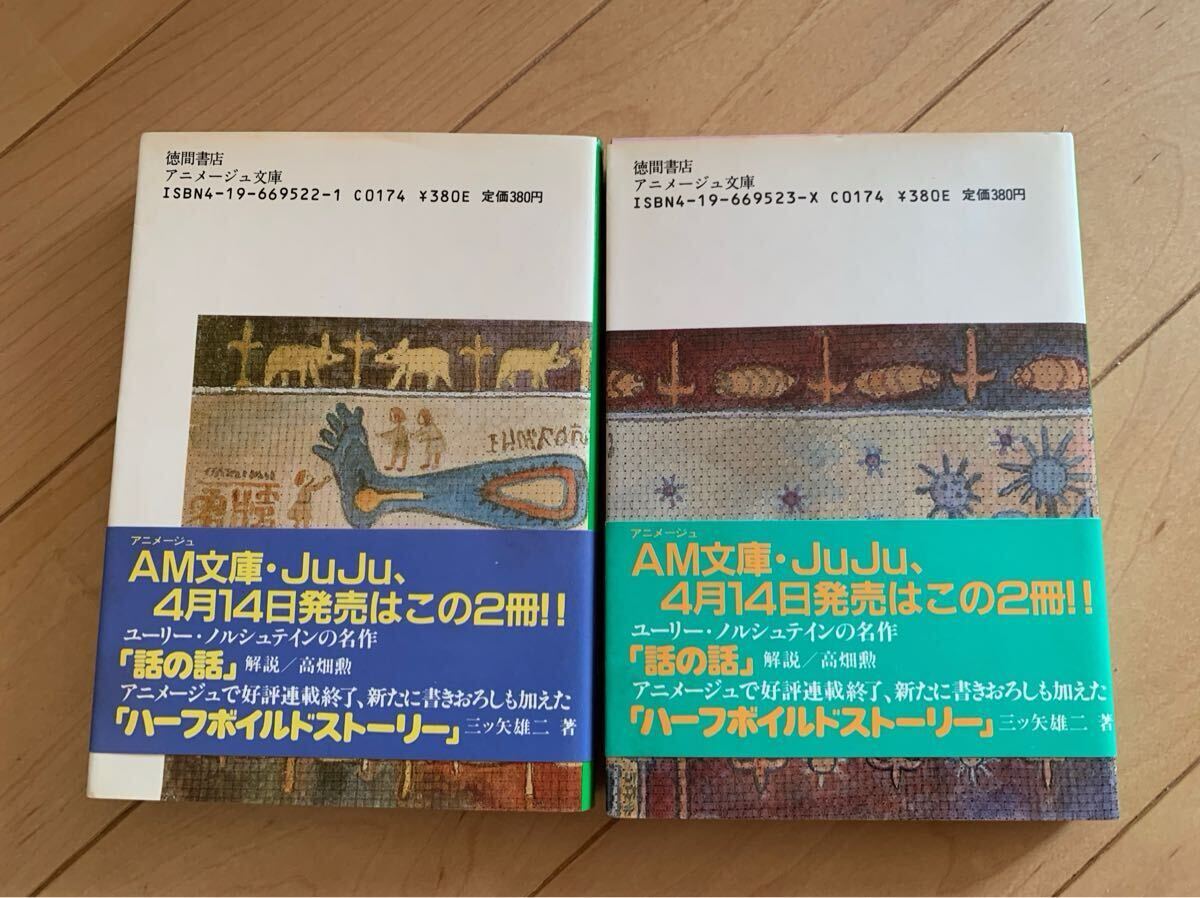 徳間書店
アニメージュ文庫
ISBN4-19-669522-1 C0174 ¥380E 定価380円
アニメージュ
AM文庫・JuJu、
4月14日発売はこの2冊!!
ユーリー・ノルシュテインの名作
「話の話」解説/高畑勲
アニメージュで好評連載終了、新たに書きおろしも加えた
「ハーフボイルドストーリー」三ッ矢雄二 著
徳間書店
アニメージュ文庫
ISBN4-19-669523-X C0174 ¥380E 定価380円
アニメージュ
AM文庫・JuJu、
4月14日発売はこの2冊!!
ユーリー・ノルシュテインの名作
「話の話」解説/高畑勲
アニメージュで好評連載終了、新たに書きおろしも加えた
「ハーフボイルドストーリー」三ッ矢雄二 著